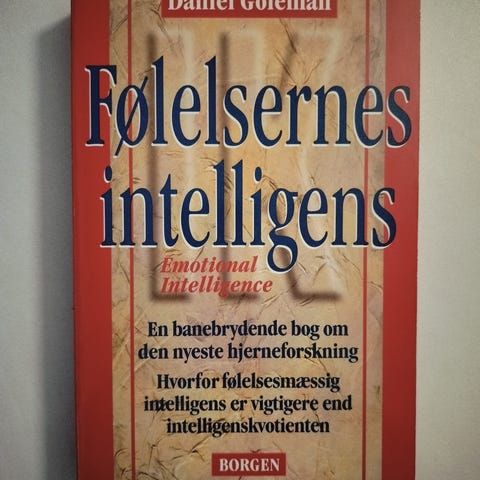 Daniel Goleman
Følelsernes
intelligens
Emotional
Intelligence
En banebrydende bog om
den nyeste hjerneforskning
Hvorfor følelsesmæssig
intelligens er vigtigere end
intelligenskvotienten
BORGEN